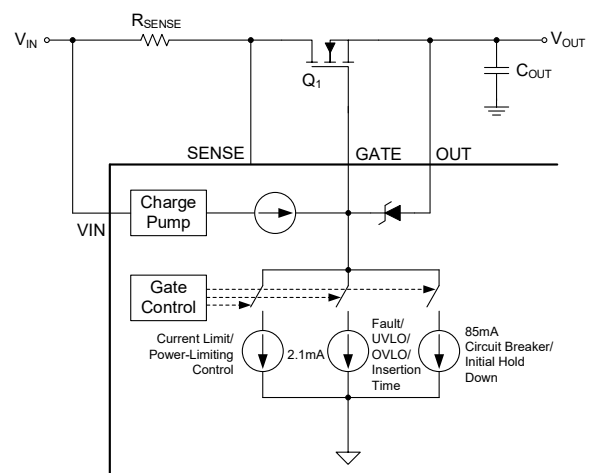 RSENSE
VIN
VOUT
Q1
COUT
SENSE
GATE
OUT
VIN
Charge
Pump
Gate
Control
Current Limit/
Power-Limiting
Control
2.1mA
Fault/
UVLO/
OVLO/
Insertion
Time
85mA
Circuit Breaker/
Initial Hold
Down